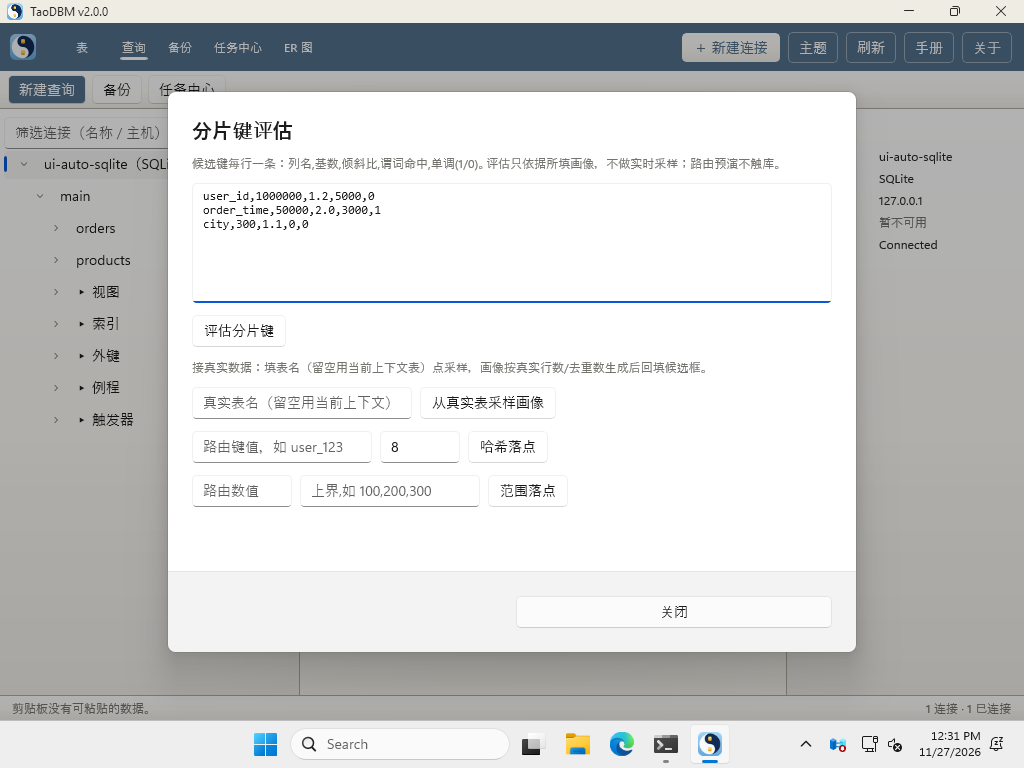 TaoDBM v2.0.0
表 查询 备份 任务中心 ER 图 + 新建连接 主题 刷新 手册 关于
新建查询 备份 任务中心
筛选连接（名称 / 主机）
ui-auto-sqlite（SQLi
main
orders
products
视图
索引
外键
例程
触发器
分片键评估
候选键每行一条：列名,基数,倾斜比,谓词命中,单调(1/0)。评估只依据所填画像，不做实时采样；路由预演不触库。
user_id,1000000,1.2,5000,0
order_time,50000,2.0,3000,1
city,300,1.1,0,0
评估分片键
接真实数据：填表名（留空用当前上下文表）点采样，画像按真实行数/去重数生成后回填候选框。
真实表名（留空用当前上下文） 从真实表采样画像
路由键值，如 user_123 8 哈希落点
路由数值 上界,如 100,200,300 范围落点
关闭
ui-auto-sqlite
SQLite
127.0.0.1
暂不可用
Connected
剪贴板没有可粘贴的数据。 1 连接 · 1 已连接
Search
12:31 PM
11/27/2026